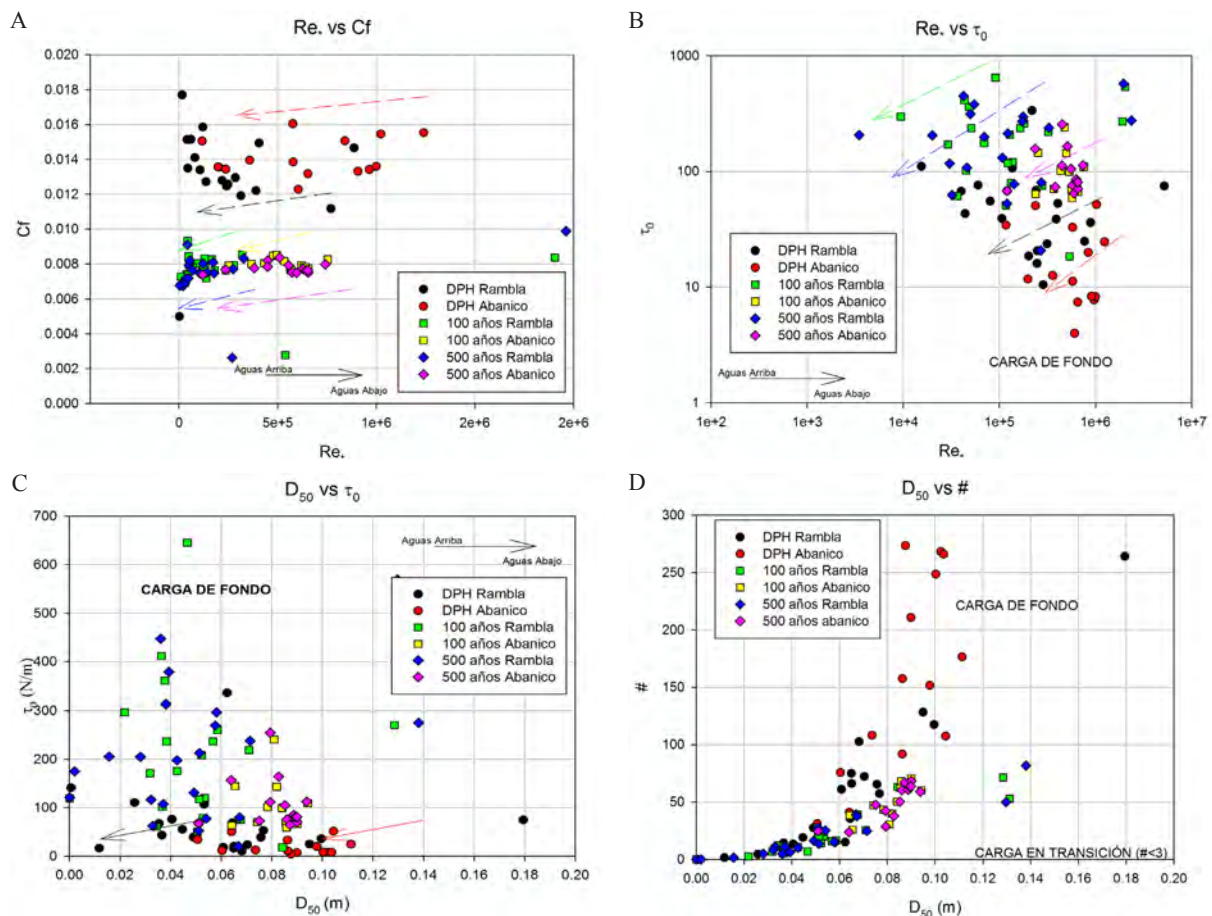 A
Re* vs Cf
Cf
0.020
0.018
0.016
0.014
0.012
0.010
0.008
0.006
0.004
0.002
0.000
0
5e+5
1e+6
2e+6
2e+6
Re*
DPH Rambla
DPH Abanico
100 años Rambla
100 años Abanico
500 años Rambla
500 años Abanico
Aguas Arriba
Aguas Abajo
B
Re* vs τ0
τ0
1000
100
10
1
1e+2
1e+3
1e+4
1e+5
1e+6
1e+7
Re*
DPH Rambla
DPH Abanico
100 años Rambla
100 años Abanico
500 años Rambla
500 años Abanico
CARGA DE FONDO
Aguas Arriba
Aguas Abajo
C
D50 vs τ0
τ0 (N/m)
700
600
500
400
300
200
100
0
0.00
0.02
0.04
0.06
0.08
0.10
0.12
0.14
0.16
0.18
0.20
D50 (m)
CARGA DE FONDO
Aguas Arriba
Aguas Abajo
DPH Rambla
DPH Abanico
100 años Rambla
100 años Abanico
500 años Rambla
500 años Abanico
D
D50 vs #
#
300
250
200
150
100
50
0
0.00
0.02
0.04
0.06
0.08
0.10
0.12
0.14
0.16
0.18
0.20
D50 (m)
DPH Rambla
DPH Abanico
100 años Rambla
100 años Abanico
500 años Rambla
500 años abanico
CARGA DE FONDO
CARGA EN TRANSICIÓN (#<3)